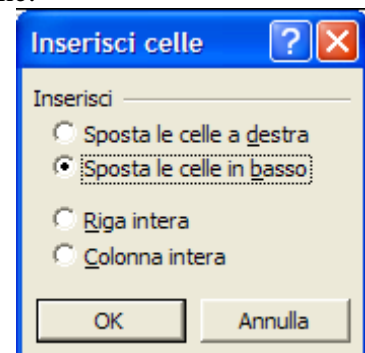 Inserisci celle
Inserisci
Sposta le celle a destra
Sposta le celle in basso
Riga intera
Colonna intera
OK Annulla